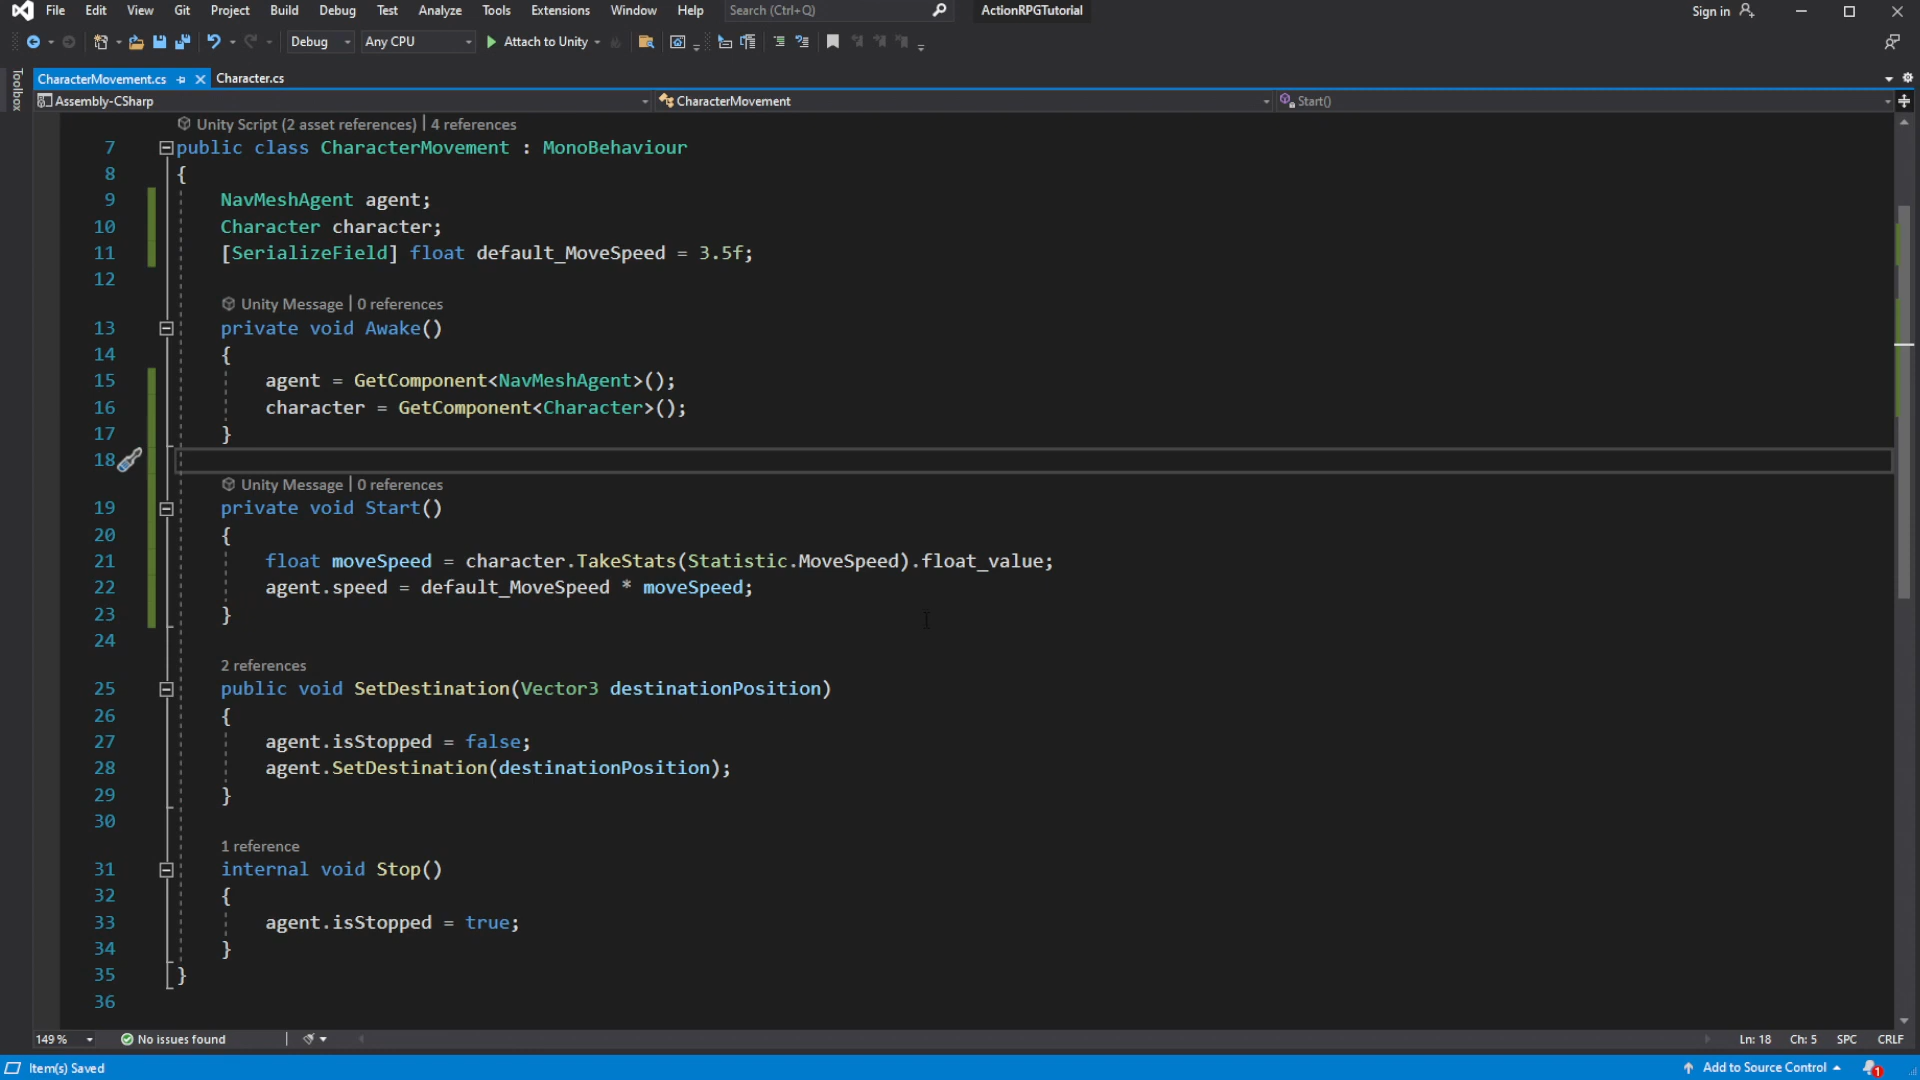 File Edit View Git Project Build Debug Test Analyze Tools Extensions Window Help Search (Ctrl+Q) ActionRPGTutorial Sign in
Debug Any CPU Attach to Unity
Toolbox
CharacterMovement.cs Character.cs
Assembly-CSharp CharacterMovement Start()
Unity Script (2 asset references) | 4 references
7 public class CharacterMovement : MonoBehaviour
8 {
9 NavMeshAgent agent;
10 Character character;
11 [SerializeField] float default_MoveSpeed = 3.5f;
12
Unity Message | 0 references
13 private void Awake()
14 {
15 agent = GetComponent<NavMeshAgent>();
16 character = GetComponent<Character>();
17 }
18
Unity Message | 0 references
19 private void Start()
20 {
21 float moveSpeed = character.TakeStats(Statistic.MoveSpeed).float_value;
22 agent.speed = default_MoveSpeed * moveSpeed;
23 }
24
2 references
25 public void SetDestination(Vector3 destinationPosition)
26 {
27 agent.isStopped = false;
28 agent.SetDestination(destinationPosition);
29 }
30
1 reference
31 internal void Stop()
32 {
33 agent.isStopped = true;
34 }
35 }
36
149 % No issues found Ln: 18 Ch: 5 SPC CRLF
Item(s) Saved Add to Source Control 1